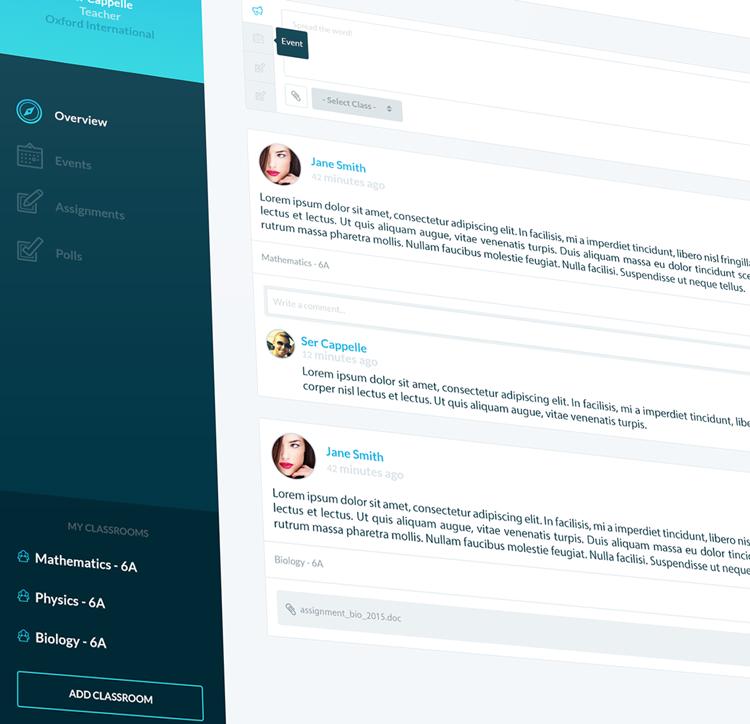 Cappelle
Teacher
Oxford International
Overview
Events
Assignments
Polls
MY CLASSROOMS
Mathematics - 6A
Physics - 6A
Biology - 6A
ADD CLASSROOM
Spread the word!
Event
- Select Class -
Jane Smith
42 minutes ago
Lorem ipsum dolor sit amet, consectetur adipiscing elit. In facilisis, mi a imperdiet tincidunt, libero nisl fringilla
lectus et lectus. Ut quis aliquam augue, vitae venenatis turpis. Duis aliquam massa eu dolor tincidunt sce
rutrum massa pharetra mollis. Nullam faucibus molestie feugiat. Nulla facilisi. Suspendisse ut neque tellus.
Mathematics - 6A
Write a comment...
Ser Cappelle
12 minutes ago
Lorem ipsum dolor sit amet, consectetur adipiscing elit. In facilisis, mi a imperdiet tincidunt, libe
corper nisl lectus et lectus. Ut quis aliquam augue, vitae venenatis turpis.
Jane Smith
42 minutes ago
Lorem ipsum dolor sit amet, consectetur adipiscing elit. In facilisis, mi a imperdiet tincidunt, libero nis
lectus et lectus. Ut quis aliquam augue, vitae venenatis turpis. Duis aliquam massa eu dolor tinci
rutrum massa pharetra mollis. Nullam faucibus molestie feugiat. Nulla facilisi. Suspendisse ut neque
Biology - 6A
assignment_bio_2015.doc